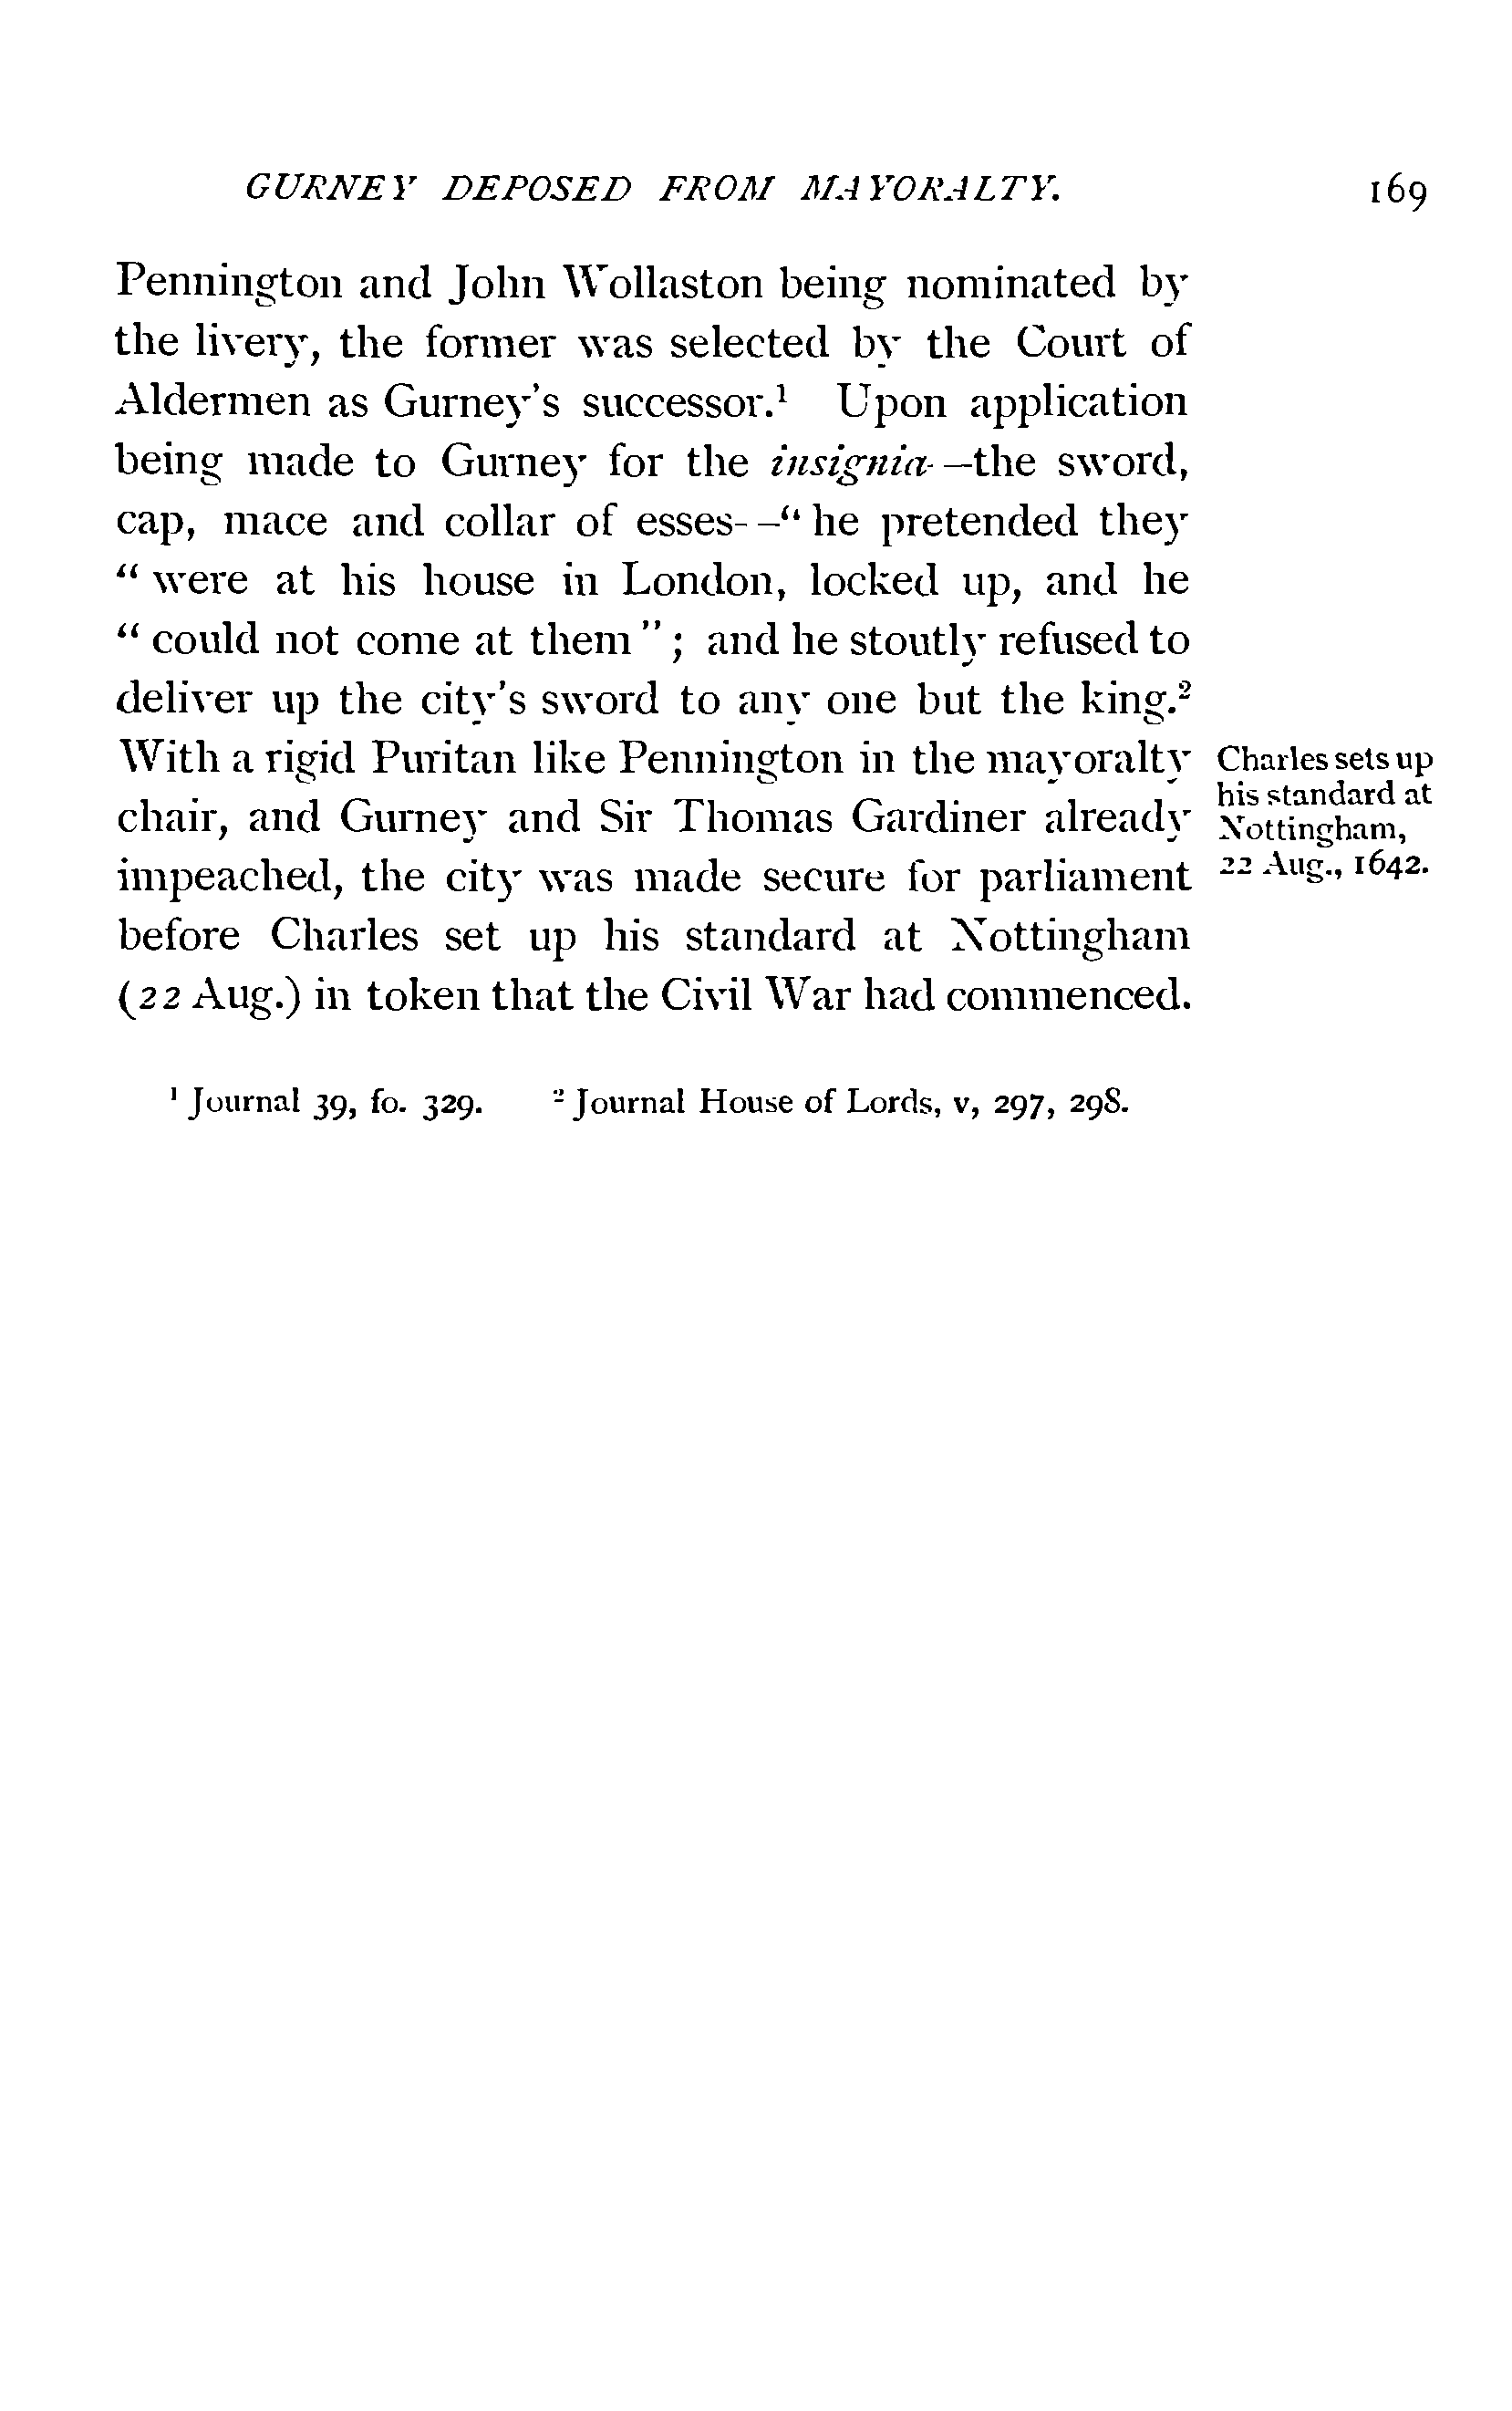 GURNEY DEPOSED FROM MAYORALTY. 169
Pennington and John Wollaston being nominated by
the livery, the former was selected by the Court of
Aldermen as Gurney's successor.¹ Upon application
being made to Gurney for the insignia—the sword,
cap, mace and collar of esses—“ he pretended they
“ were at his house in London, locked up, and he
“ could not come at them ” ; and he stoutly refused to
deliver up the city's sword to any one but the king.²
With a rigid Puritan like Pennington in the mayoralty
chair, and Gurney and Sir Thomas Gardiner already
impeached, the city was made secure for parliament
before Charles set up his standard at Nottingham
(22 Aug.) in token that the Civil War had commenced.
Charles sets up
his standard at
Nottingham,
22 Aug., 1642.
¹ Journal 39, fo. 329. ² Journal House of Lords, v, 297, 298.